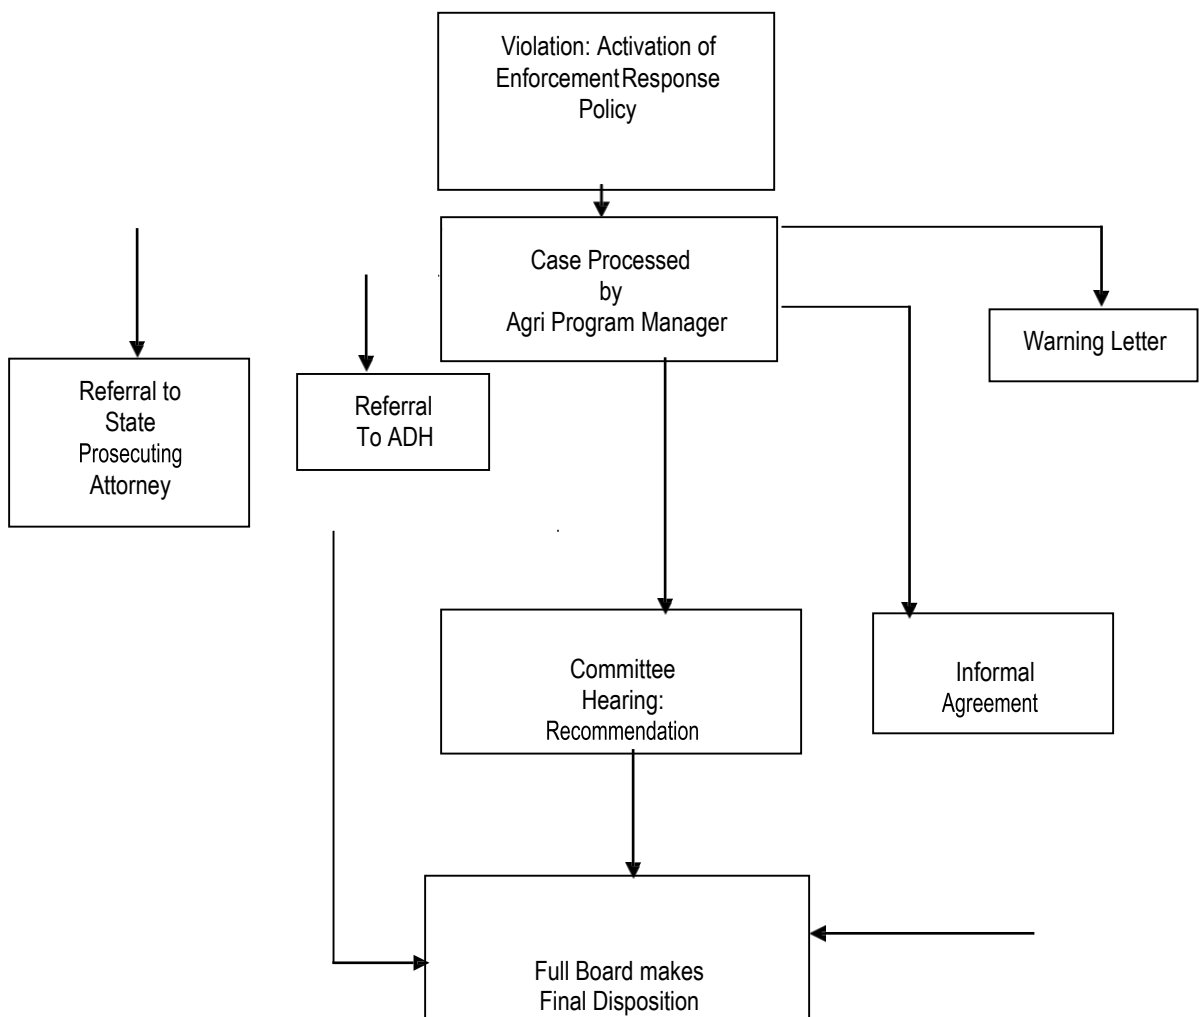 Violation: Activation of
Enforcement Response
Policy
Case Processed
by
Agri Program Manager
Warning Letter
Referral to
State
Prosecuting
Attorney
Referral
To ADH
Committee
Hearing:
Recommendation
Informal
Agreement
Full Board makes
Final Disposition